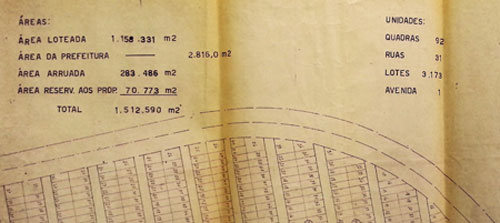 ÁREAS:
ÁREA LOTEADA 1.158.331 m2
ÁREA DA PREFEITURA —— 2.816,0 m2
ÁREA ARRUADA 283.486 m2
ÁREA RESERV. AOS PROP. 70.773 m2
TOTAL 1.512.590 m2
UNIDADES:
QUADRAS 92
RUAS 31
LOTES 3.173
AVENIDA 1